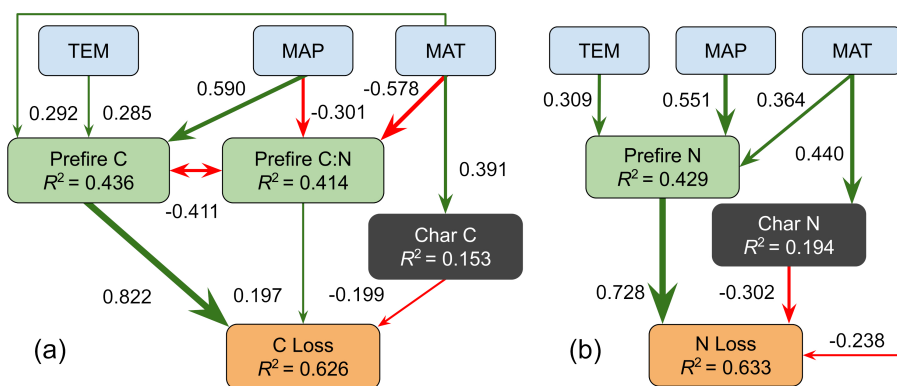 TEM
MAP
MAT
0.292
0.285
0.590
-0.301
-0.578
Prefire C
R² = 0.436
Prefire C:N
R² = 0.414
-0.411
0.391
Char C
R² = 0.153
0.822
0.197
-0.199
(a)
C Loss
R² = 0.626
TEM
MAP
MAT
0.309
0.551
0.364
Prefire N
R² = 0.429
0.440
Char N
R² = 0.194
0.728
-0.302
(b)
N Loss
R² = 0.633
-0.238